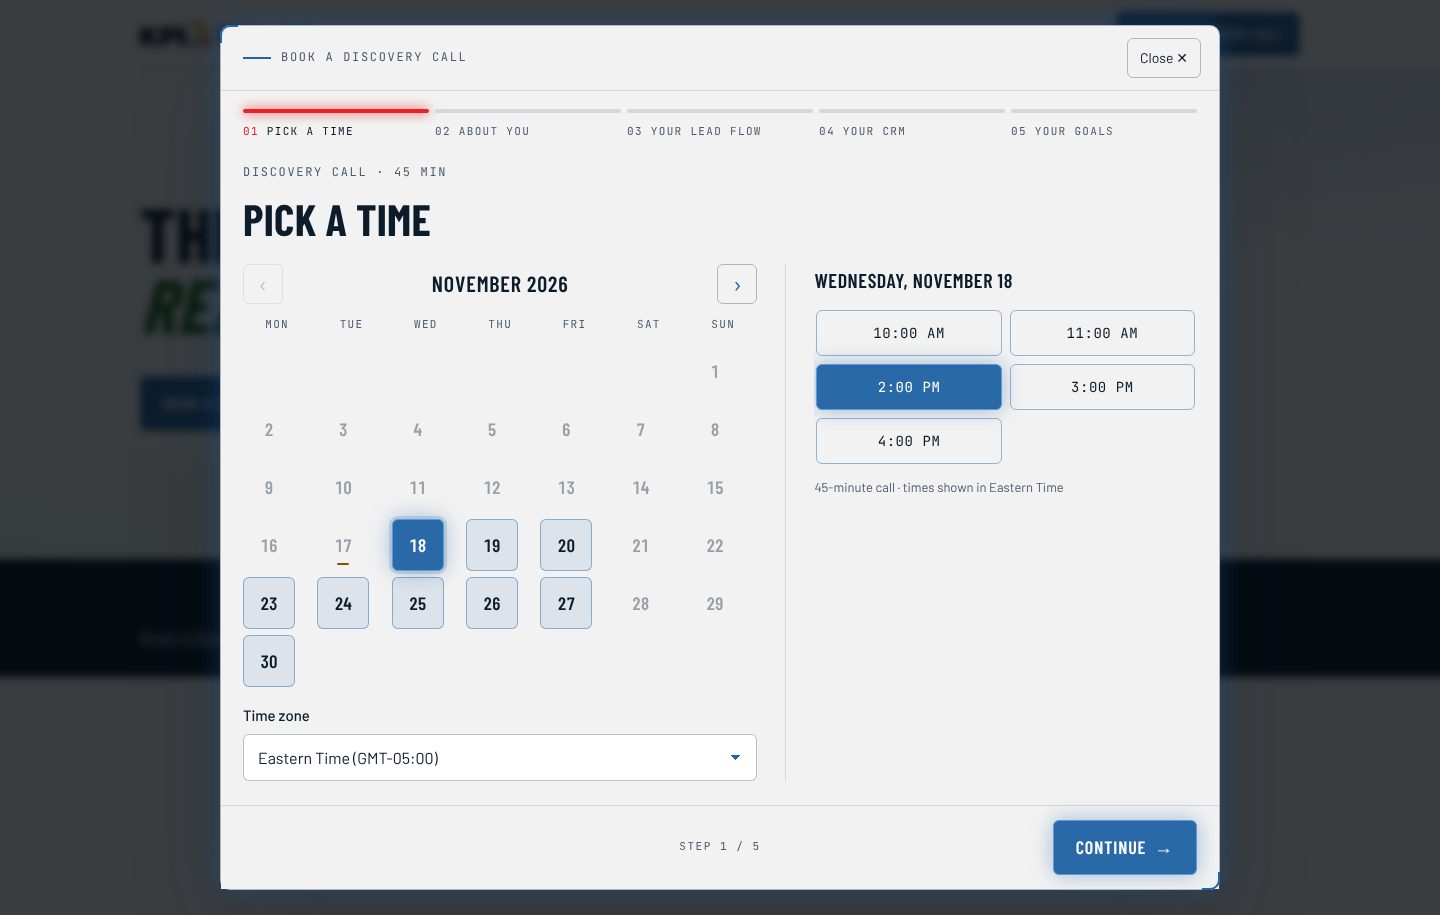 BOOK A DISCOVERY CALL
Close ✕
01 PICK A TIME
02 ABOUT YOU
03 YOUR LEAD FLOW
04 YOUR CRM
05 YOUR GOALS
DISCOVERY CALL · 45 MIN
PICK A TIME
‹ NOVEMBER 2026 ›
MON TUE WED THU FRI SAT SUN
1
2 3 4 5 6 7 8
9 10 11 12 13 14 15
16 17 18 19 20 21 22
23 24 25 26 27 28 29
30
Time zone
Eastern Time (GMT-05:00)
WEDNESDAY, NOVEMBER 18
10:00 AM 11:00 AM
2:00 PM 3:00 PM
4:00 PM
45-minute call · times shown in Eastern Time
STEP 1 / 5
CONTINUE →